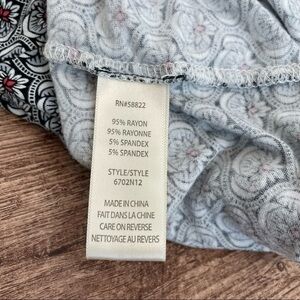 RN#58822
95% RAYON
95% RAYONNE
5% SPANDEX
5% SPANDEX
STYLE/STYLE
6702N12
MADE IN CHINA
FAIT DANS LA CHINE
CARE ON REVERSE
NETTOYAGE AU REVERS